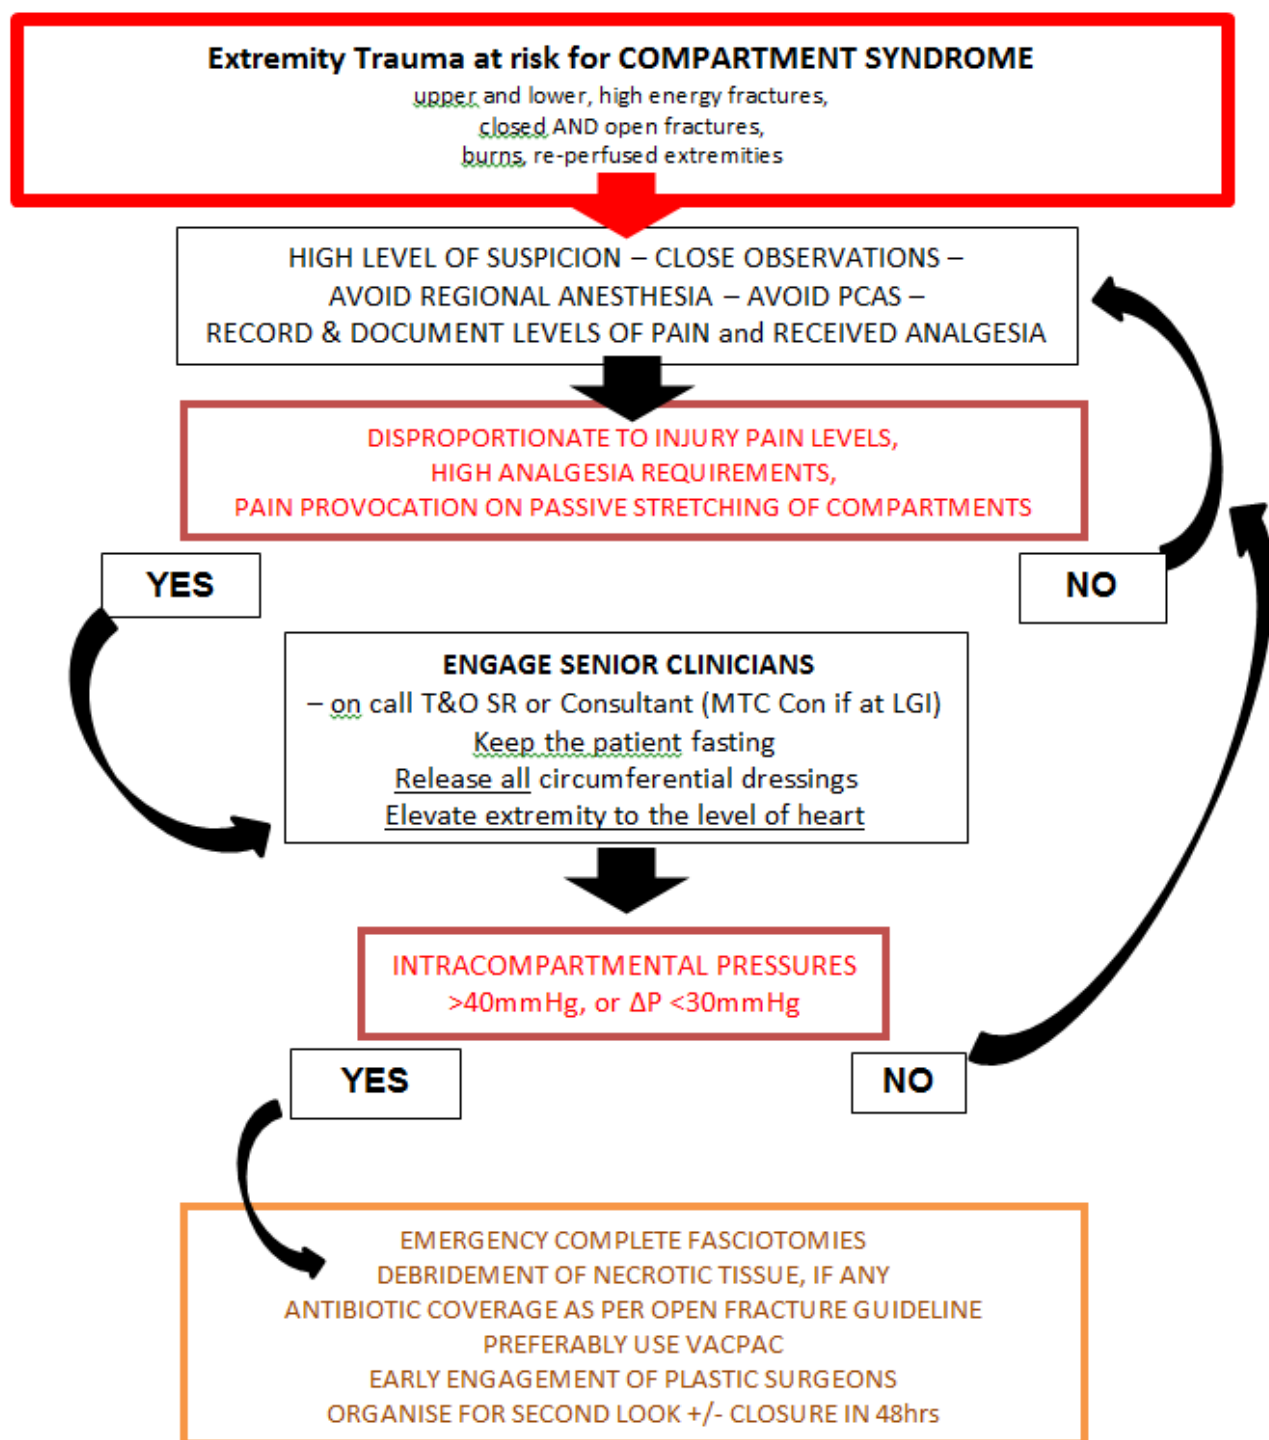 Extremity Trauma at risk for COMPARTMENT SYNDROME
upper and lower, high energy fractures,
closed AND open fractures,
burns, re-perfused extremities
HIGH LEVEL OF SUSPICION – CLOSE OBSERVATIONS –
AVOID REGIONAL ANESTHESIA – AVOID PCAS –
RECORD & DOCUMENT LEVELS OF PAIN and RECEIVED ANALGESIA
DISPROPORTIONATE TO INJURY PAIN LEVELS,
HIGH ANALGESIA REQUIREMENTS,
PAIN PROVOCATION ON PASSIVE STRETCHING OF COMPARTMENTS
YES
NO
ENGAGE SENIOR CLINICIANS
– on call T&O SR or Consultant (MTC Con if at LGI)
Keep the patient fasting
Release all circumferential dressings
Elevate extremity to the level of heart
INTRACOMPARTMENTAL PRESSURES
>40mmHg, or ΔP <30mmHg
YES
NO
EMERGENCY COMPLETE FASCIOTOMIES
DEBRIDEMENT OF NECROTIC TISSUE, IF ANY
ANTIBIOTIC COVERAGE AS PER OPEN FRACTURE GUIDELINE
PREFERABLY USE VACPAC
EARLY ENGAGEMENT OF PLASTIC SURGEONS
ORGANISE FOR SECOND LOOK +/- CLOSURE IN 48hrs